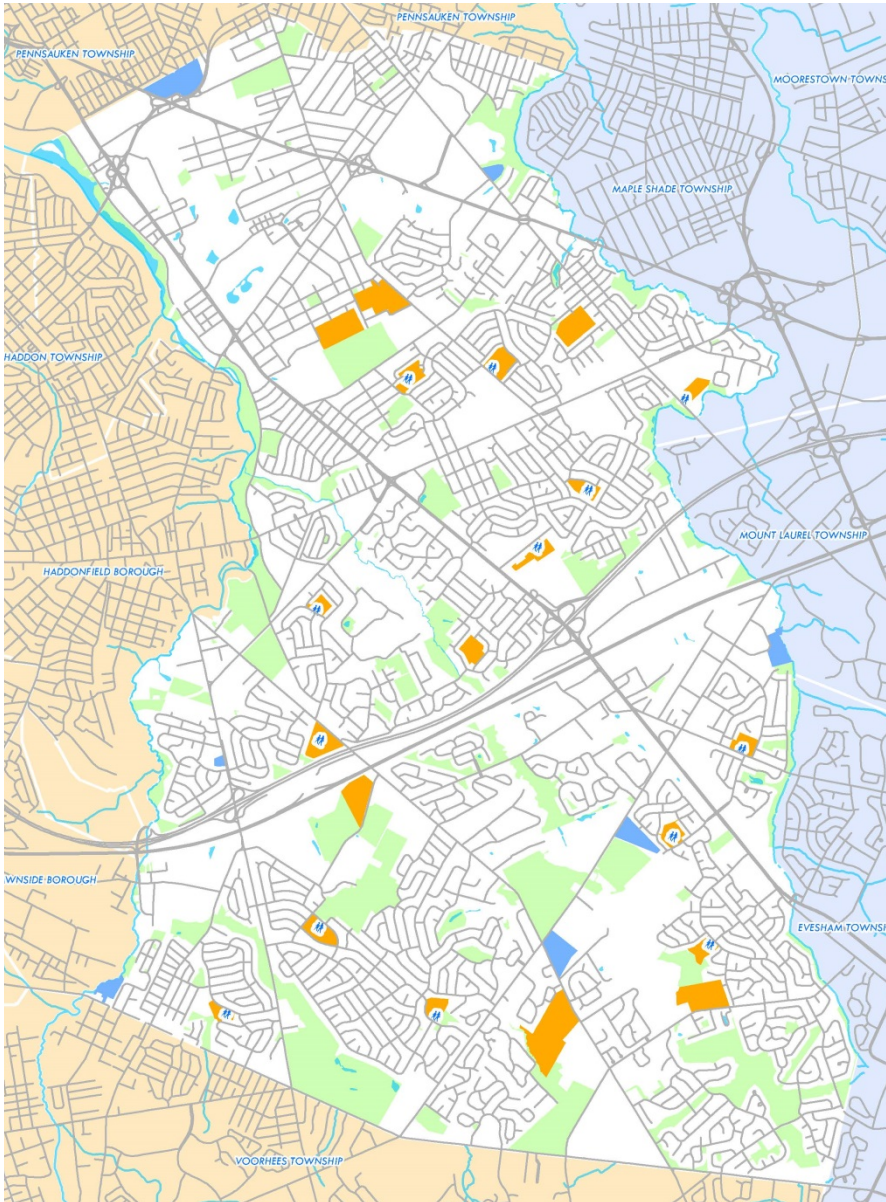 PENNSAUKEN TOWNSHIP
PENNSAUKEN TOWNSHIP
MOORESTOWN TOWNS
MAPLE SHADE TOWNSHIP
HADDON TOWNSHIP
MOUNT LAUREL TOWNSHIP
HADDONFIELD BOROUGH
WNSIDE BOROUGH
EVESHAM TOWNSH
VOORHEES TOWNSHIP